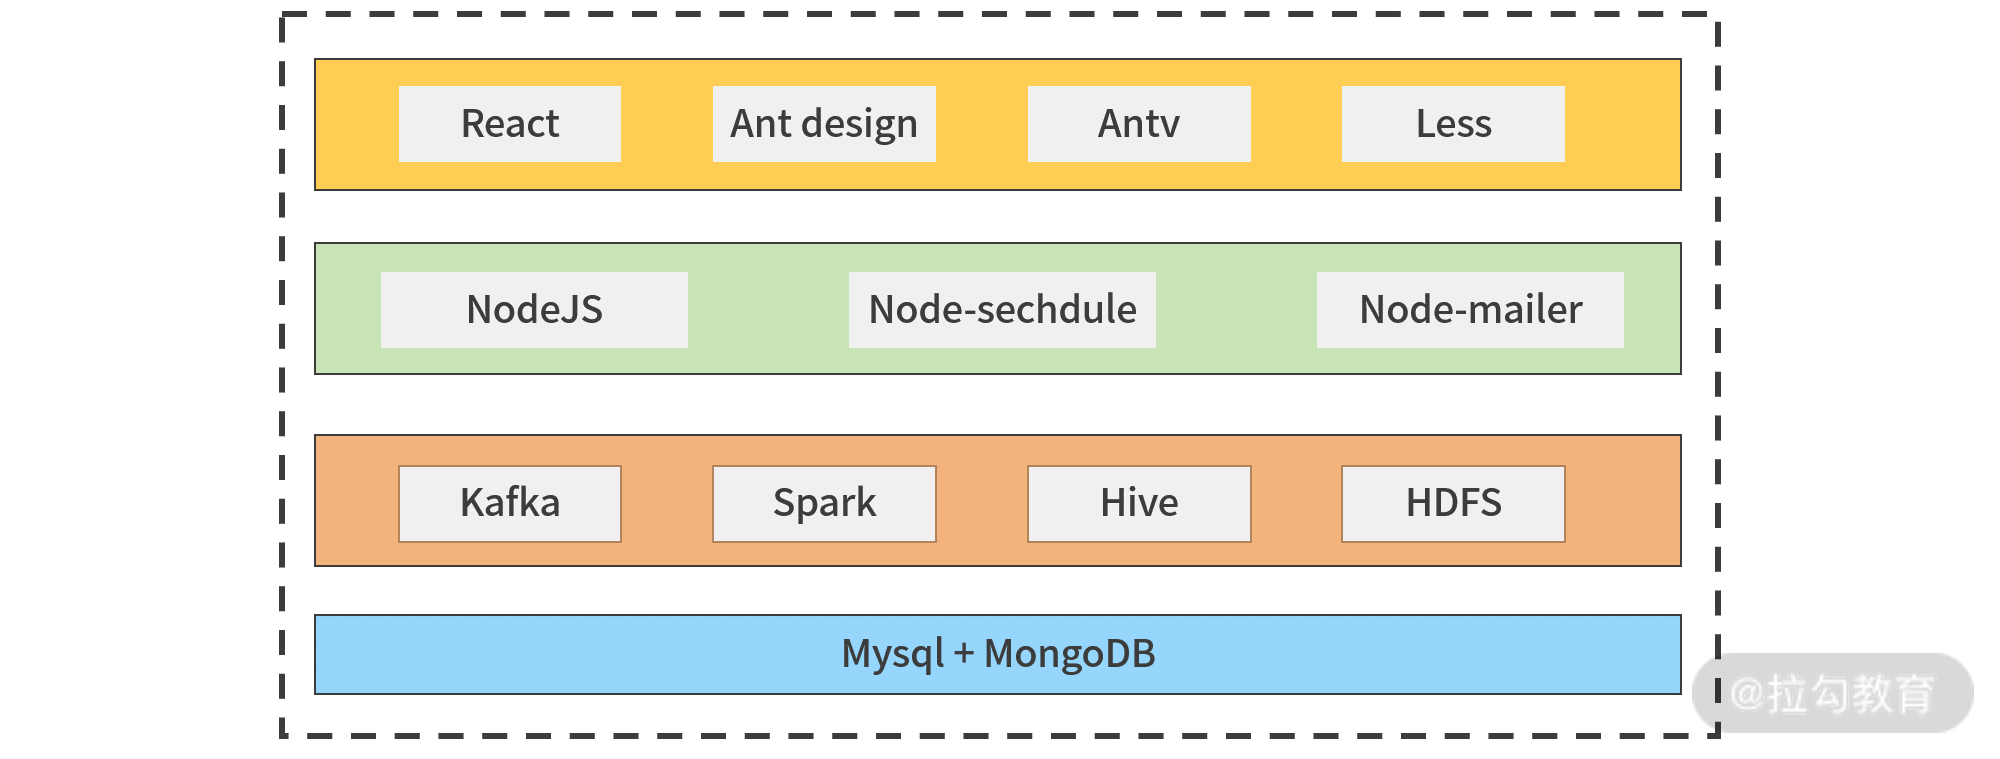 React Ant design Antv Less
NodeJS Node-sechdule Node-mailer
Kafka Spark Hive HDFS
Mysql + MongoDB
@拉勾教育